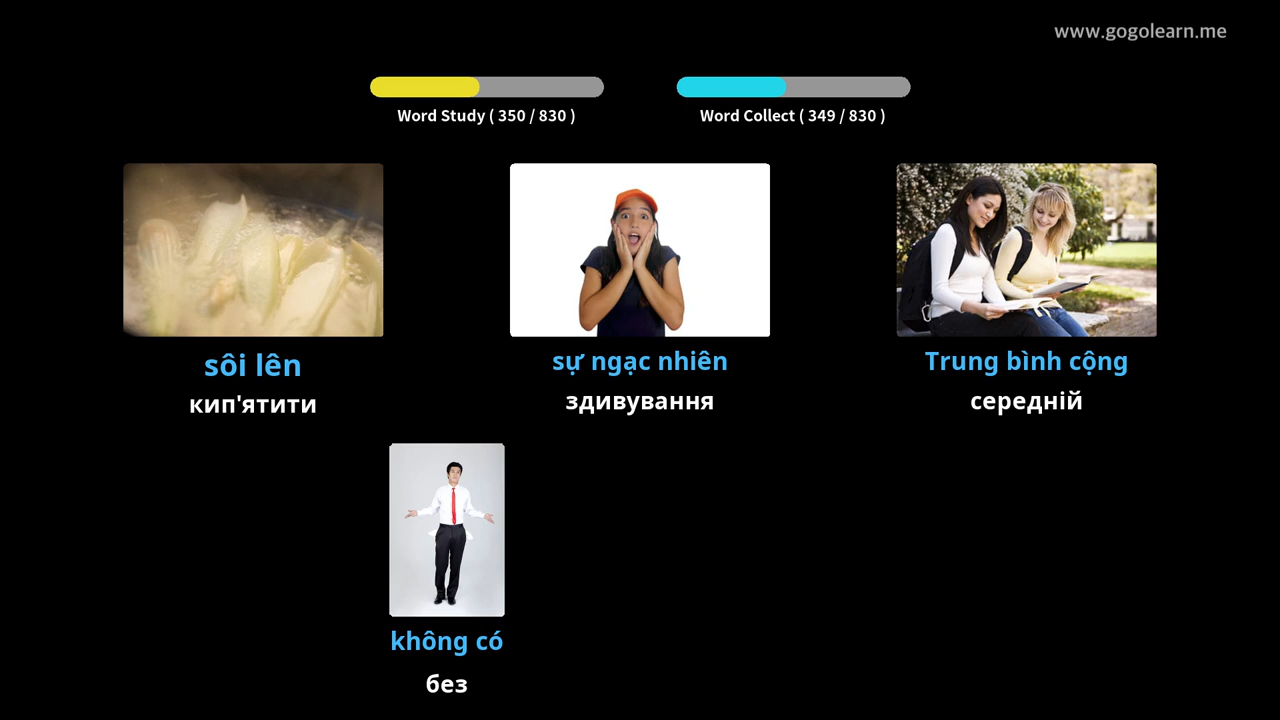 www.gogolearn.me
Word Study ( 350 / 830 )
Word Collect ( 349 / 830 )
sôi lên
кип'ятити
sự ngạc nhiên
здивування
Trung bình cộng
середній
không có
без